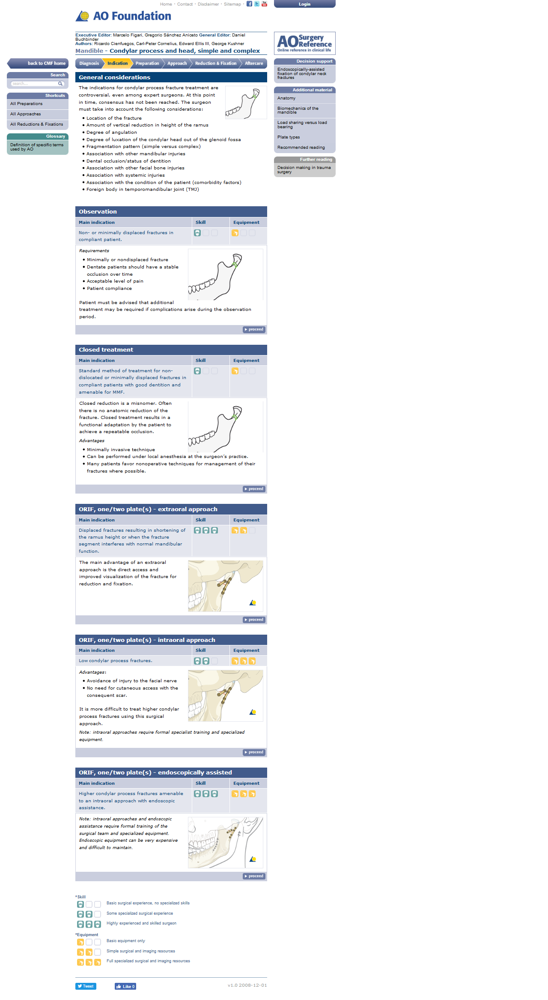 Home · Contact · Disclaimer · Sitemap ·
Login
AO Foundation
Executive Editor: Marcelo Figari, Gregorio Sánchez Aniceto General Editor: Daniel
Buchbinder
Authors: Ricardo Cienfuegos, Carl-Peter Cornelius, Edward Ellis III, George Kushner
Mandible - Condylar process and head, simple and complex
AO Surgery
Reference
Online reference in clinical life
back to CMF home
Search
search...
Shortcuts
All Preparations
All Approaches
All Reductions & Fixations
Glossary
Definition of specific terms
used by AO
Diagnosis
Indication
Preparation
Approach
Reduction & Fixation
Aftercare
Decision support
Endoscopically-assisted
fixation of condylar neck
fractures
Additional material
Anatomy
Biomechanics of the
mandible
Load sharing versus load
bearing
Plate types
Recommended reading
Further reading
Decision making in trauma
surgery
General considerations
The indications for condylar process fracture treatment are
controversial, even among expert surgeons. At this point
in time, consensus has not been reached. The surgeon
must take into account the following considerations:
• Location of the fracture
• Amount of vertical reduction in height of the ramus
• Degree of angulation
• Degree of luxation of the condylar head out of the glenoid fossa
• Fragmentation pattern (simple versus complex)
• Association with other mandibular injuries
• Dental occlusion/status of dentition
• Association with other facial bone injuries
• Association with systemic injuries
• Association with the condition of the patient (comorbidity factors)
• Foreign body in temporomandibular joint (TMJ)
Observation
Main indication Skill Equipment
Non- or minimally displaced fractures in
compliant patient.
Requirements
• Minimally or nondisplaced fracture
• Dentate patients should have a stable
occlusion over time
• Acceptable level of pain
• Patient compliance
Patient must be advised that additional
treatment may be required if complications arise during the observation
period.
proceed
Closed treatment
Main indication Skill Equipment
Standard method of treatment for non-
dislocated or minimally displaced fractures in
compliant patients with good dentition and
amenable for MMF.
Closed reduction is a misnomer. Often
there is no anatomic reduction of the
fracture. Closed treatment results in a
functional adaptation by the patient to
achieve a repeatable occlusion.
Advantages
• Minimally invasive technique
• Can be performed under local anesthesia at the surgeon’s practice.
• Many patients favor nonoperative techniques for management of their
fractures where possible.
proceed
ORIF, one/two plate(s) - extraoral approach
Main indication Skill Equipment
Displaced fractures resulting in shortening of
the ramus height or when the fracture
segment interferes with normal mandibular
function.
The main advantage of an extraoral
approach is the direct access and
improved visualization of the fracture for
reduction and fixation.
proceed
ORIF, one/two plate(s) - intraoral approach
Main indication Skill Equipment
Low condylar process fractures.
Advantages:
• Avoidance of injury to the facial nerve
• No need for cutaneous access with the
consequent scar.
It is more difficult to treat higher condylar
process fractures using this surgical
approach.
Note: intraoral approaches require formal specialist training and specialized
equipment.
proceed
ORIF, one/two plate(s) - endoscopically assisted
Main indication Skill Equipment
Higher condylar process fractures amenable
to an intraoral approach with endoscopic
assistance.
Note: intraoral approaches and endoscopic
assistance require formal training of the
surgical team and specialized equipment.
Endoscopic equipment can be very expensive
and difficult to maintain.
proceed
*Skill
Basic surgical experience, no specialized skills
Some specialized surgical experience
Highly experienced and skilled surgeon
*Equipment
Basic equipment only
Simple surgical and imaging resources
Full specialized surgical and imaging resources
Tweet
Like 0
v1.0 2008-12-01